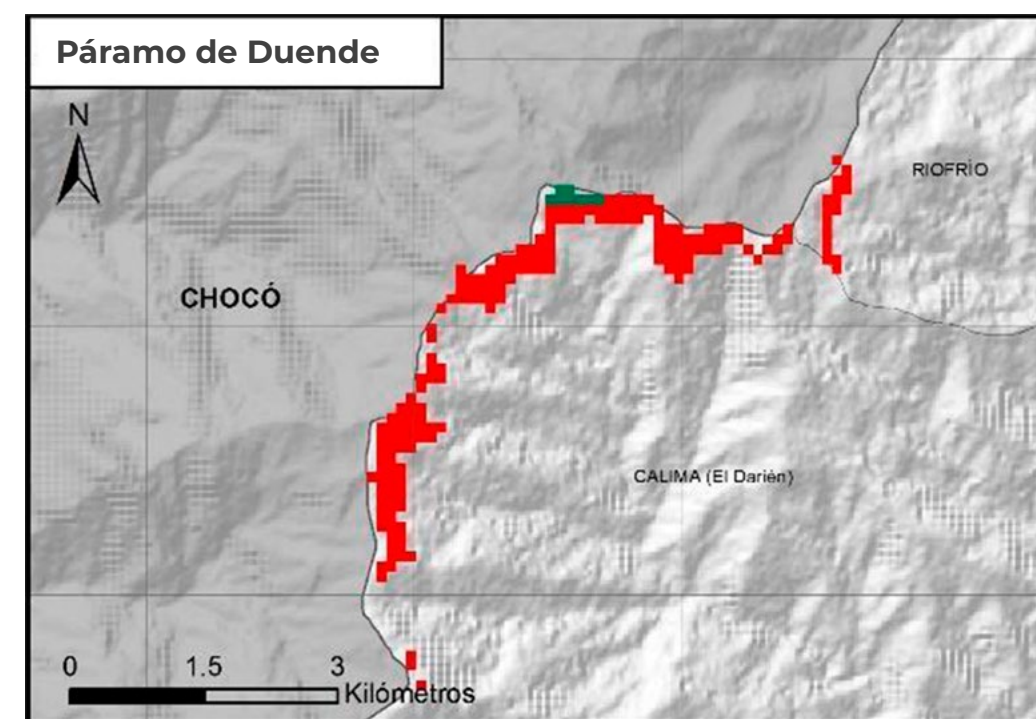 Páramo de Duende
N
RIOFRÍO
CHOCÓ
CALIMA (El Darién)
0 1.5 3
Kilómetros